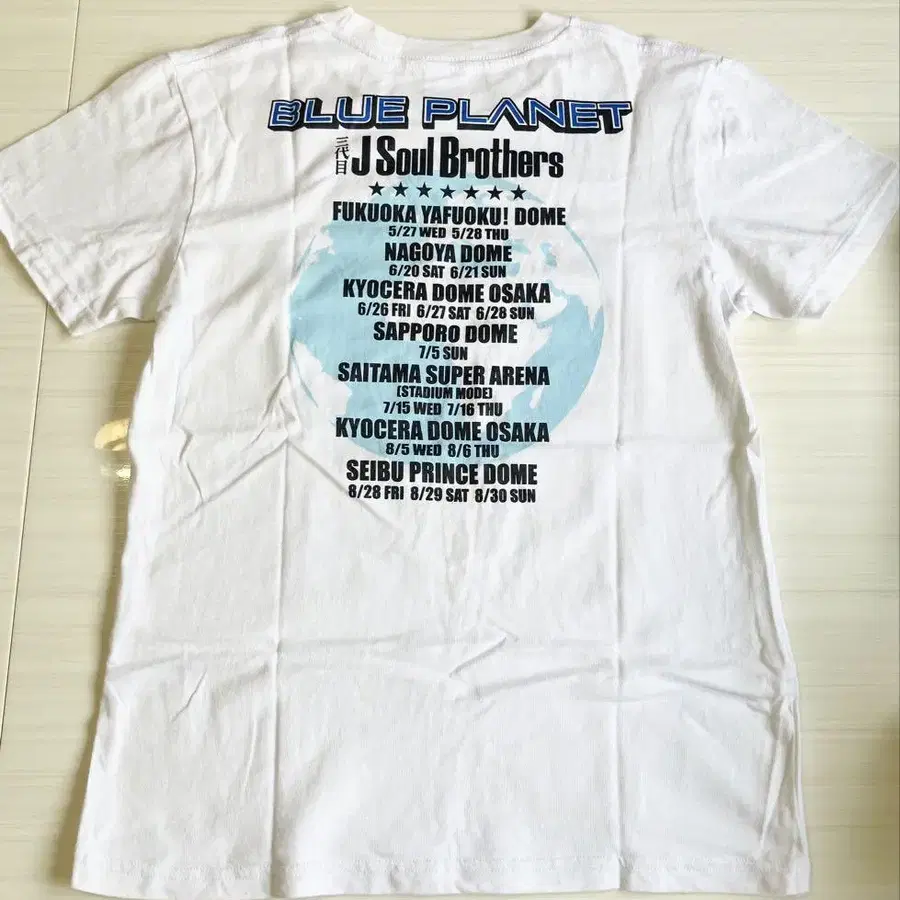 BLUE PLANET
三代目 J Soul Brothers
★★★★★★★
FUKUOKA YAFUOKU! DOME
5/27 WED 5/28 THU
NAGOYA DOME
6/20 SAT 6/21 SUN
KYOCERA DOME OSAKA
6/26 FRI 6/27 SAT 6/28 SUN
SAPPORO DOME
7/5 SUN
SAITAMA SUPER ARENA
(STADIUM MODE)
7/15 WED 7/16 THU
KYOCERA DOME OSAKA
8/5 WED 8/6 THU
SEIBU PRINCE DOME
8/28 FRI 8/29 SAT 8/30 SUN